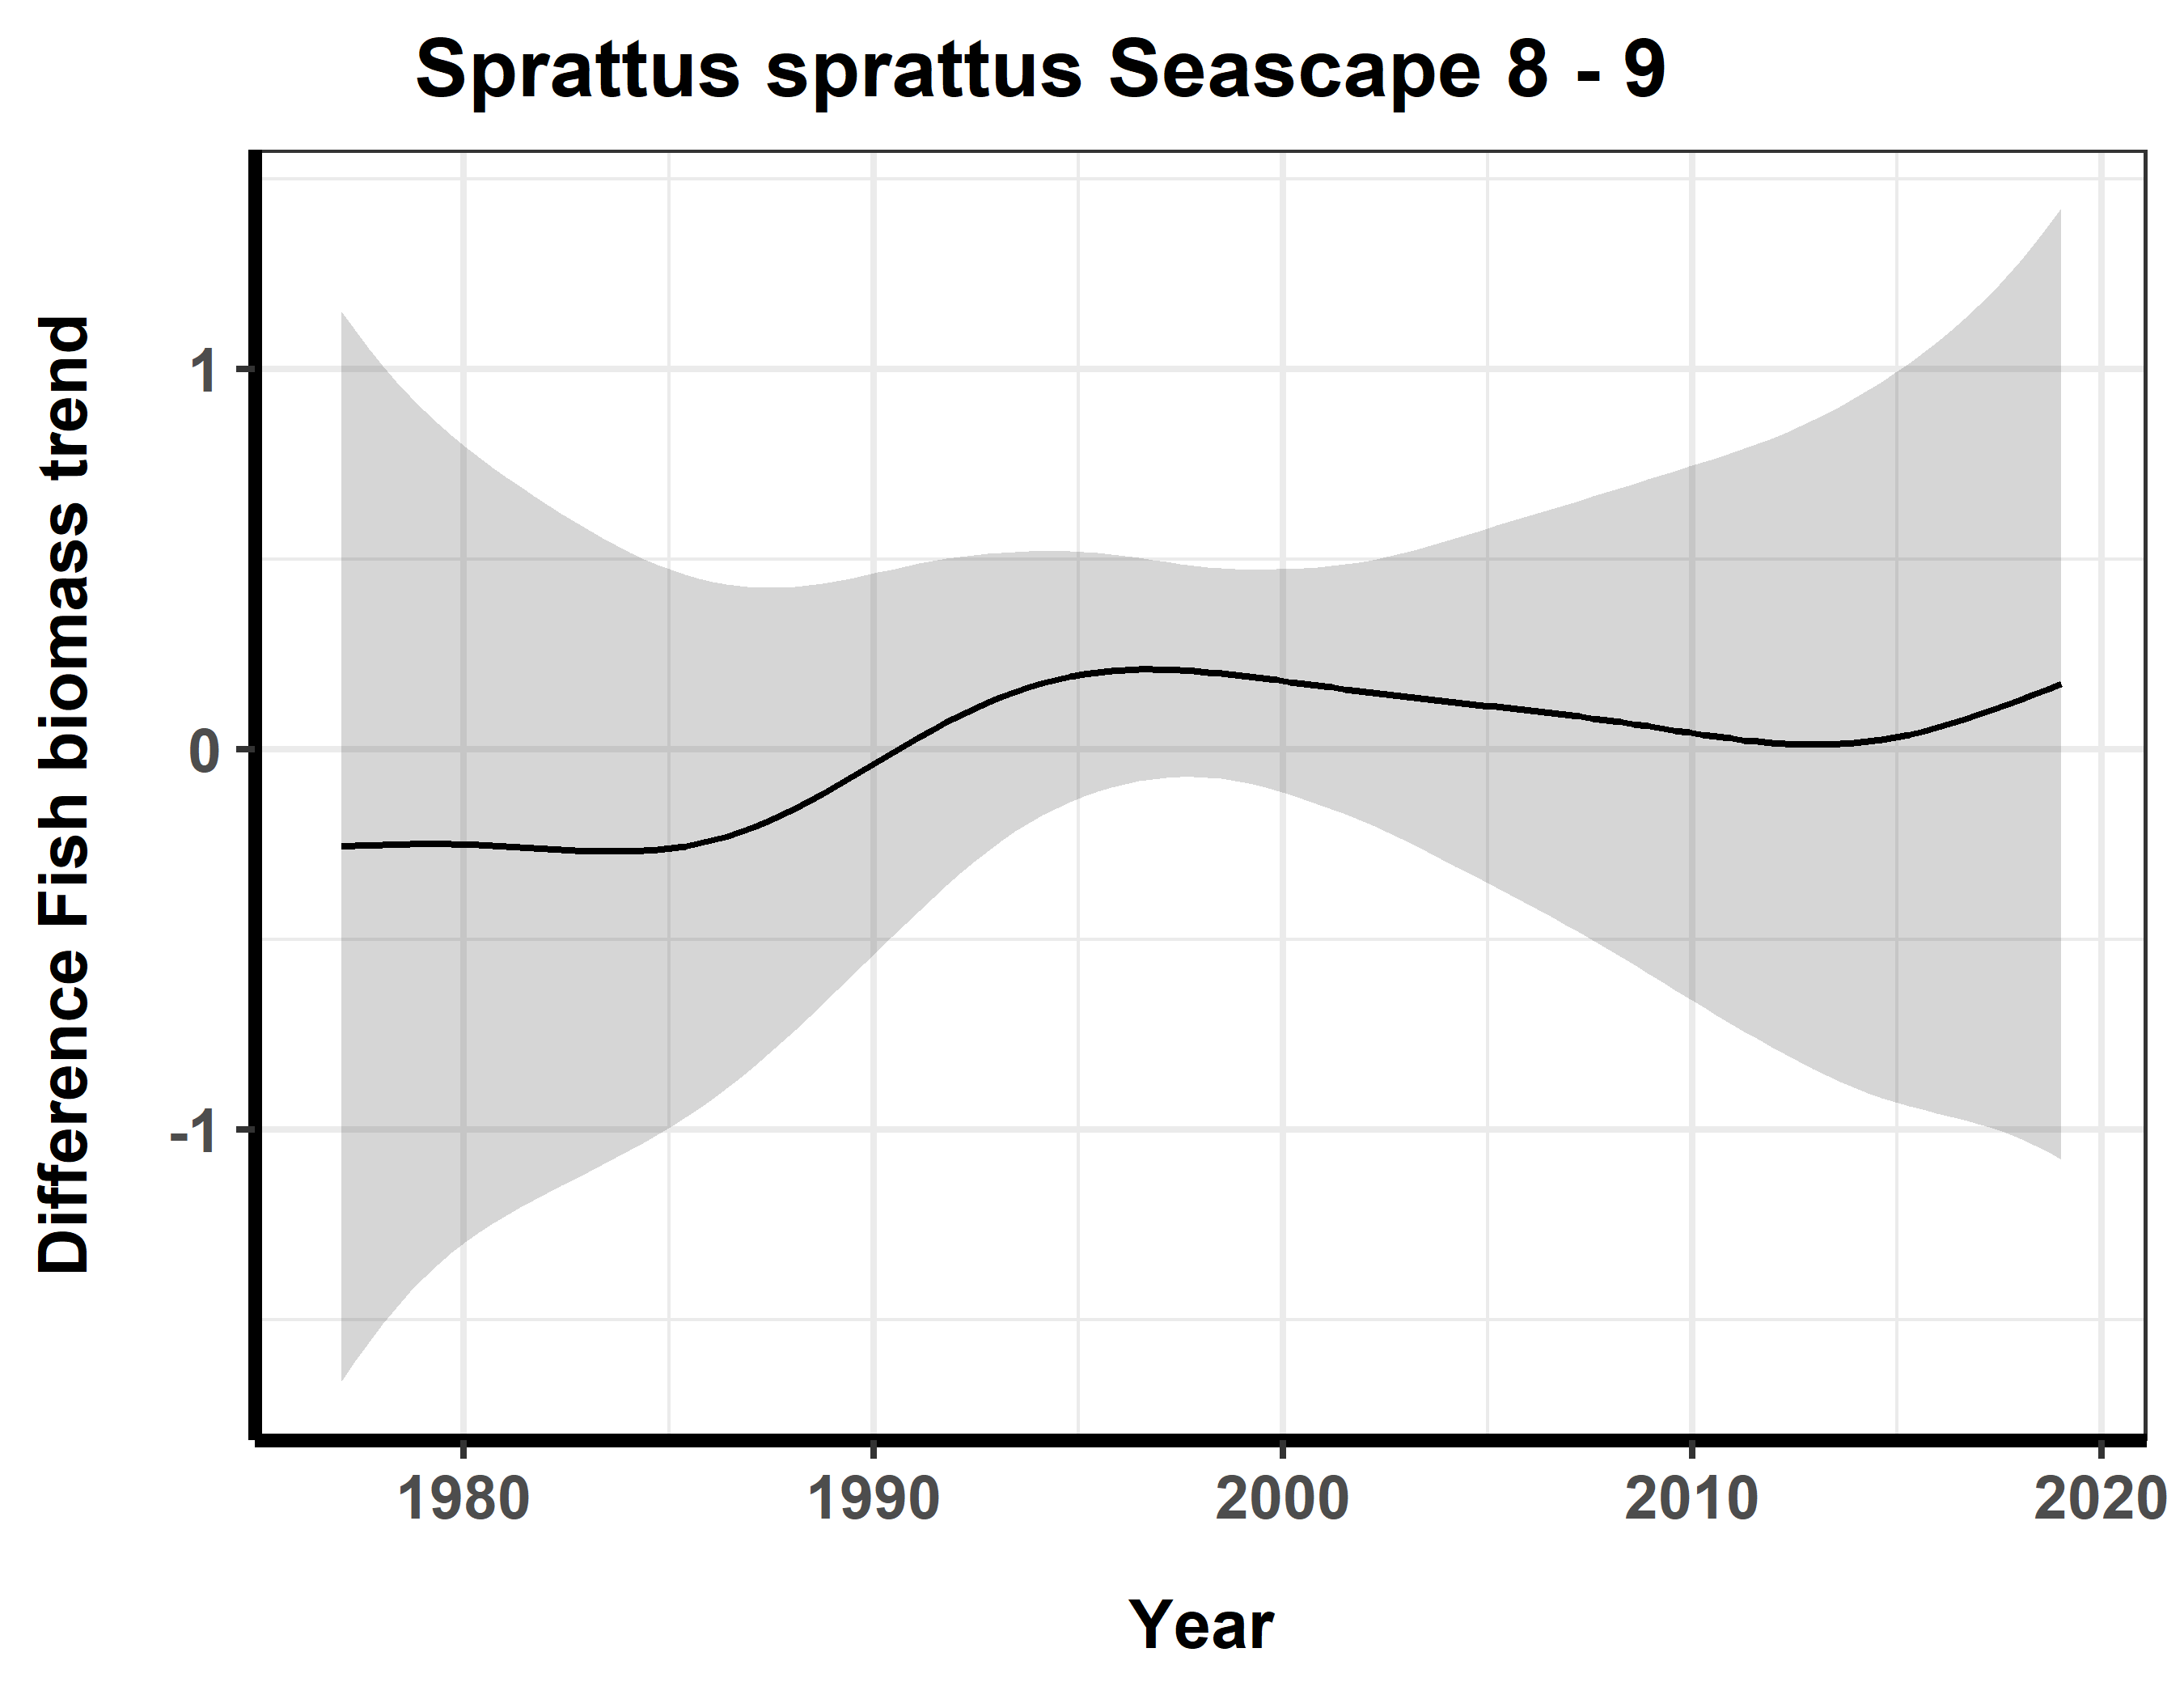 Sprattus sprattus Seascape 8 - 9
Difference Fish biomass trend
1
0
-1
1980 1990 2000 2010 2020
Year